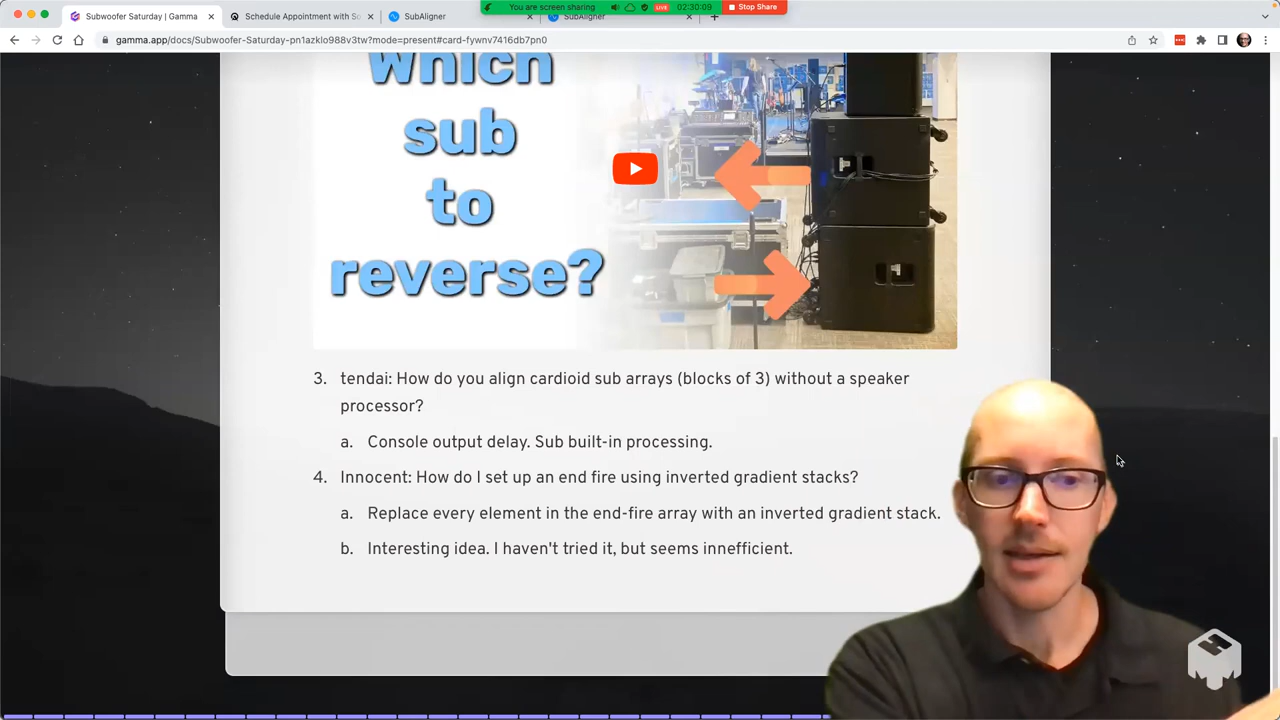 Subwoofer Saturday | Gamma
Schedule Appointment with So
SubAligner
SubAligner
You are screen sharing
LIVE
02:30:09
Stop Share
gamma.app/docs/Subwoofer-Saturday-pn1azklo988v3tw?mode=present#card-fywnv7416db7pn0
which
sub
to
reverse?
3. tendai: How do you align cardioid sub arrays (blocks of 3) without a speaker
processor?
a. Console output delay. Sub built-in processing.
4. Innocent: How do I set up an end fire using inverted gradient stacks?
a. Replace every element in the end-fire array with an inverted gradient stack.
b. Interesting idea. I haven't tried it, but seems innefficient.